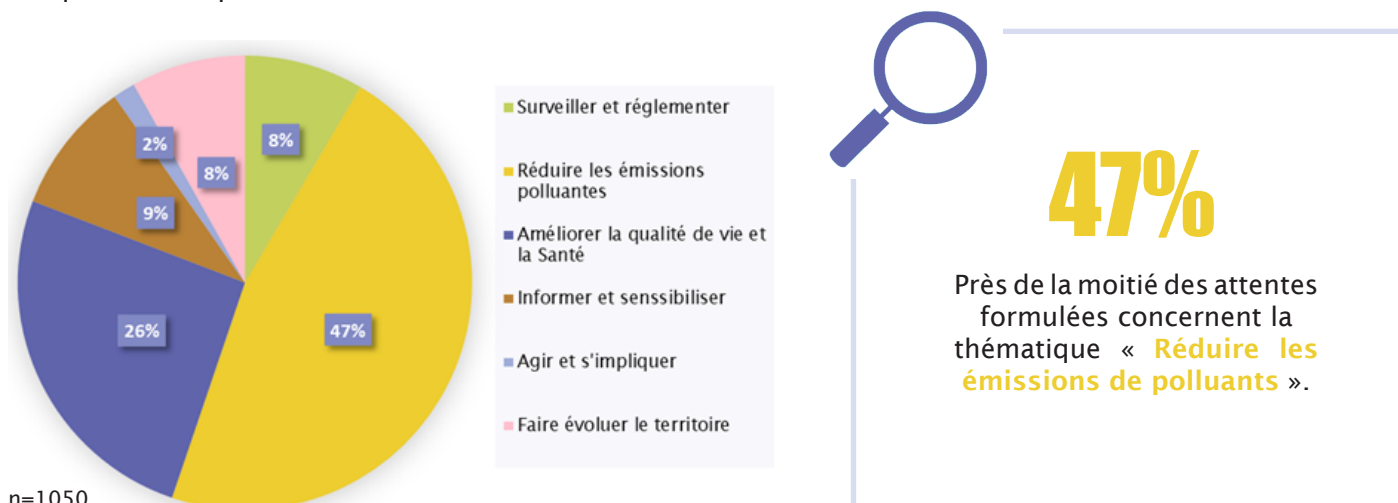 8%
47%
26%
9%
2%
8%
n=1050
Surveiller et réglementer
Réduire les émissions
polluantes
Améliorer la qualité de vie et
la Santé
Informer et senssibiliser
Agir et s'impliquer
Faire évoluer le territoire
47%
Près de la moitié des attentes
formulées concernent la
thématique « Réduire les
émissions de polluants ».